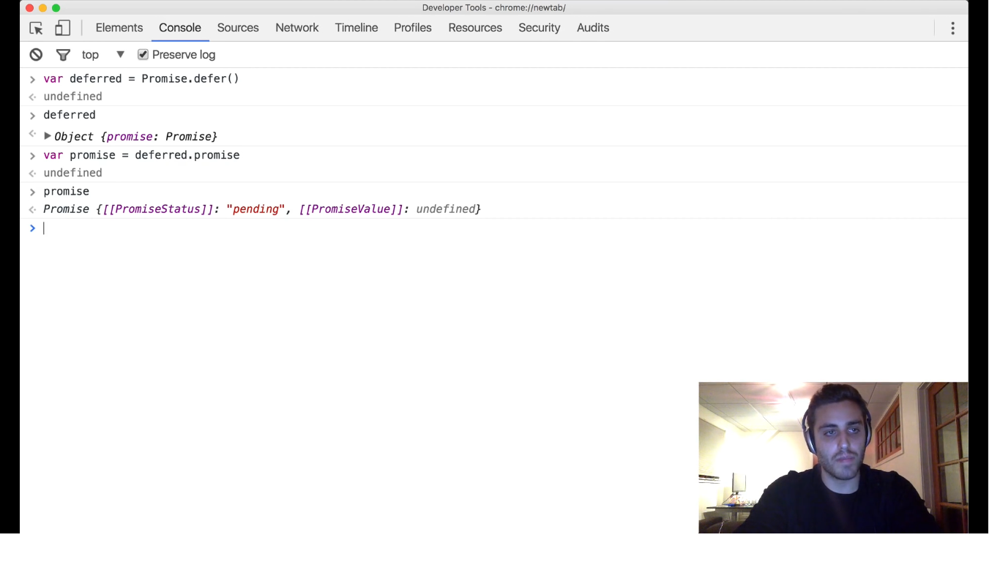 Developer Tools - chrome://newtab/
Elements Console Sources Network Timeline Profiles Resources Security Audits
top Preserve log
var deferred = Promise.defer()
undefined
deferred
Object {promise: Promise}
var promise = deferred.promise
undefined
promise
Promise {[[PromiseStatus]]: "pending", [[PromiseValue]]: undefined}